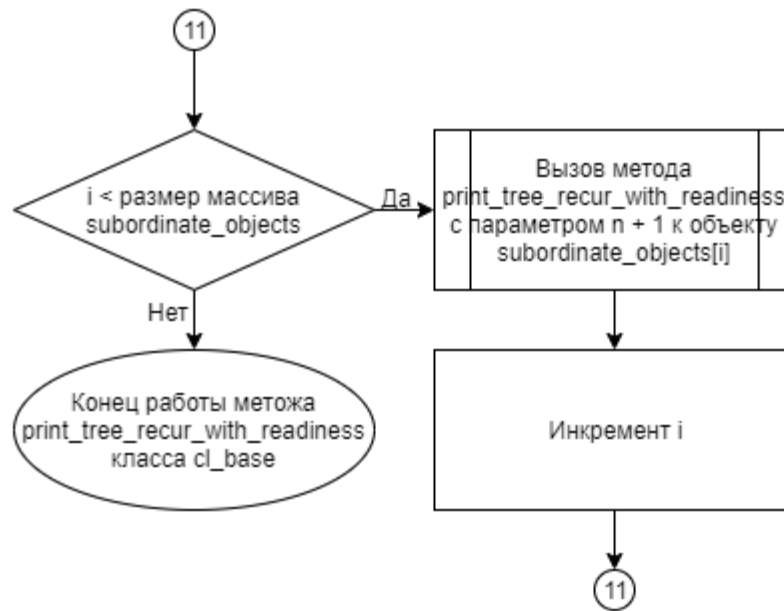 11
i < размер массива
subordinate_objects
Да
Вызов метода
print_tree_recur_with_readiness
с параметром n + 1 к объекту
subordinate_objects[i]
Нет
Конец работы метожа
print_tree_recur_with_readiness
класса cl_base
Инкремент i
11